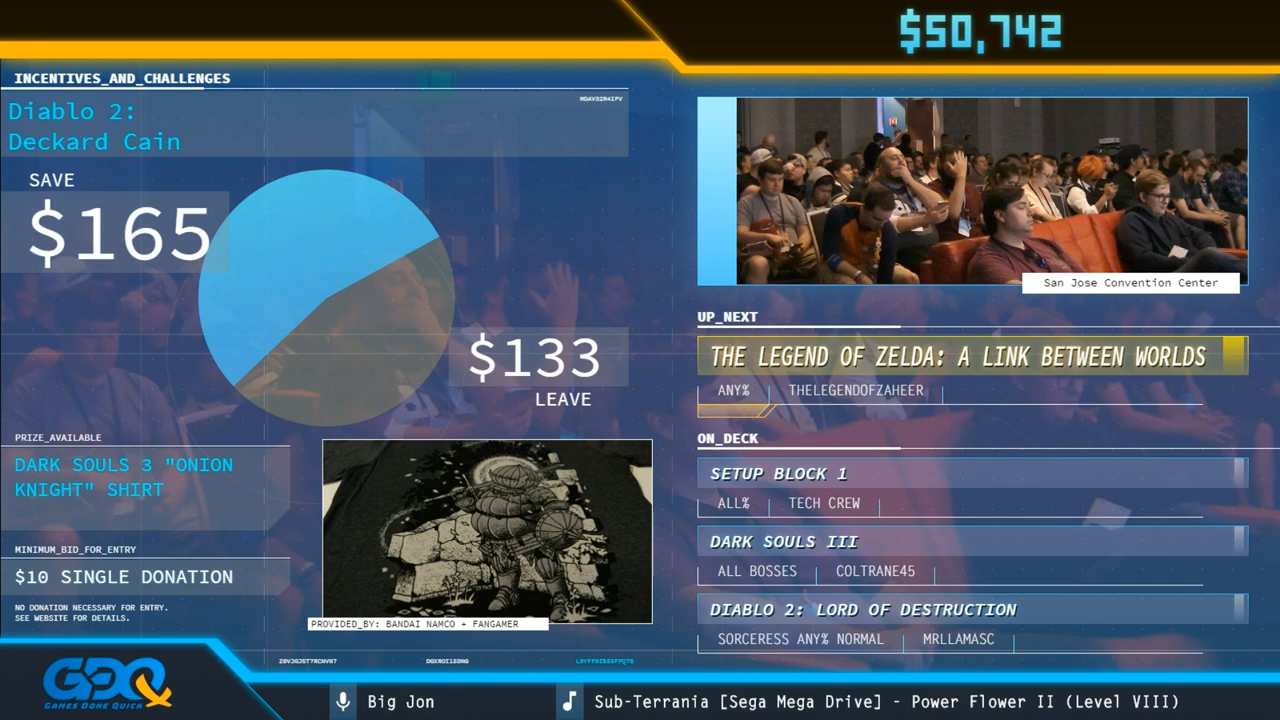 $50,742
INCENTIVES_AND_CHALLENGES
Diablo 2:
Deckard Cain
SAVE
$165
$133
LEAVE
PRIZE_AVAILABLE
DARK SOULS 3 "ONION
KNIGHT" SHIRT
MINIMUM_BID_FOR_ENTRY
$10 SINGLE DONATION
NO DONATION NECESSARY FOR ENTRY.
SEE WEBSITE FOR DETAILS.
PROVIDED_BY: BANDAI NAMCO + FANGAMER
San Jose Convention Center
UP_NEXT
THE LEGEND OF ZELDA: A LINK BETWEEN WORLDS
ANY% THELEGENDOFZAHEER
ON_DECK
SETUP BLOCK 1
ALL% TECH CREW
DARK SOULS III
ALL BOSSES COLTRANE45
DIABLO 2: LORD OF DESTRUCTION
SORCERESS ANY% NORMAL MRLLAMASC
GDQ
GAMES DONE QUICK
Big Jon
Sub-Terrania [Sega Mega Drive] - Power Flower II (Level VIII)